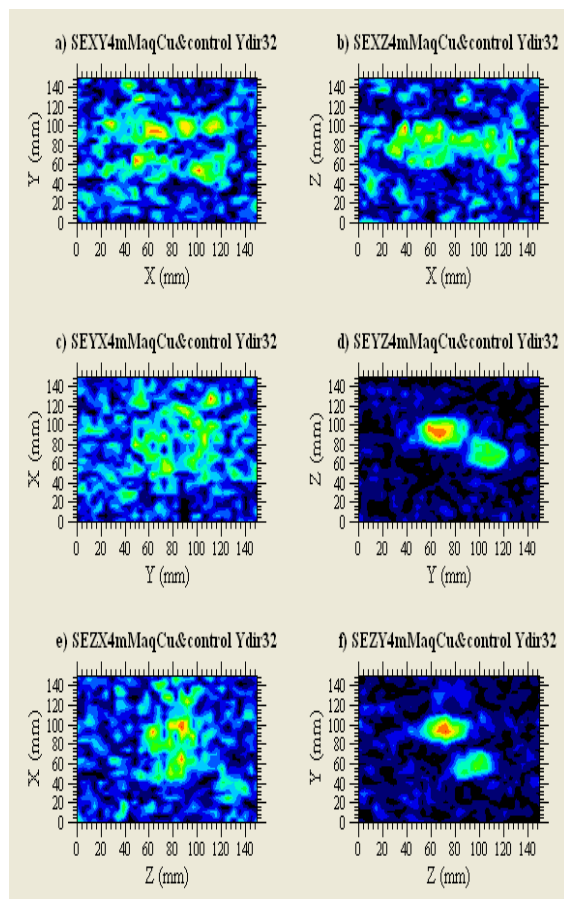 a) SEXY4mMaqCu&control Ydir32
b) SEXZ4mMaqCu&control Ydir32
140
120
100
80
60
40
20
0
Y (mm)
0 20 40 60 80 100 120 140
X (mm)
140
120
100
80
60
40
20
0
Z (mm)
0 20 40 60 80 100 120 140
X (mm)
c) SEYX4mMaqCu&control Ydir32
d) SEYZ4mMaqCu&control Ydir32
140
120
100
80
60
40
20
0
X (mm)
0 20 40 60 80 100 120 140
Y (mm)
140
120
100
80
60
40
20
0
Z (mm)
0 20 40 60 80 100 120 140
Y (mm)
e) SEZX4mMaqCu&control Ydir32
f) SEZY4mMaqCu&control Ydir32
140
120
100
80
60
40
20
0
X (mm)
0 20 40 60 80 100 120 140
Z (mm)
140
120
100
80
60
40
20
0
Y (mm)
0 20 40 60 80 100 120 140
Z (mm)